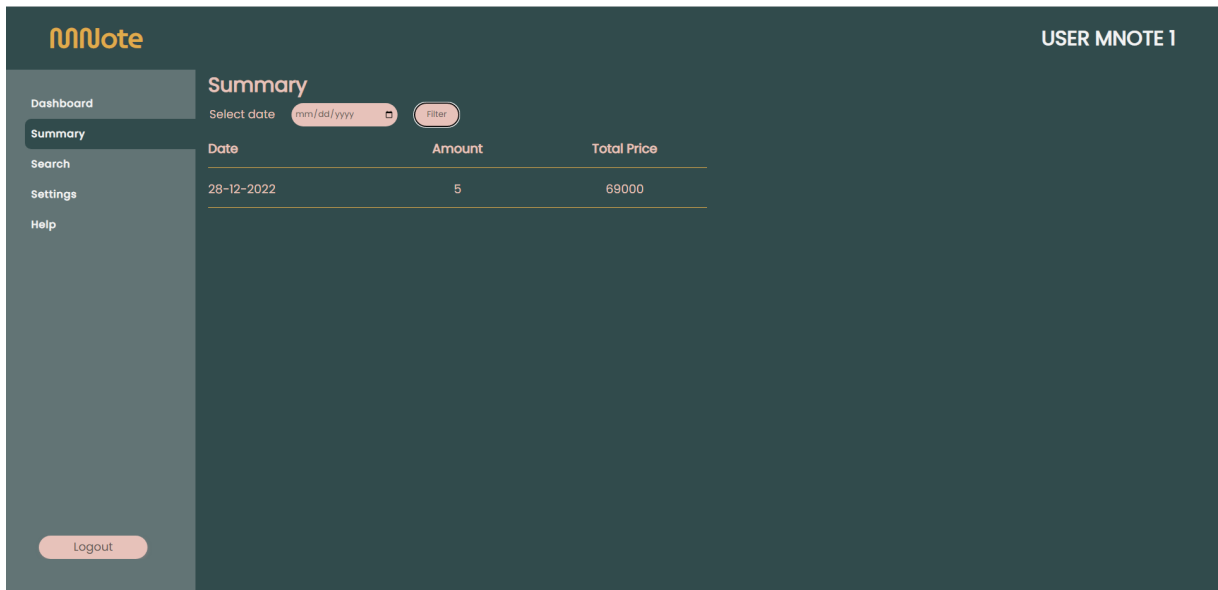 MNote
USER MNOTE 1
Dashboard
Summary
Search
Settings
Help
Logout
Summary
Select date mm/dd/yyyy Filter
Date Amount Total Price
28-12-2022 5 69000